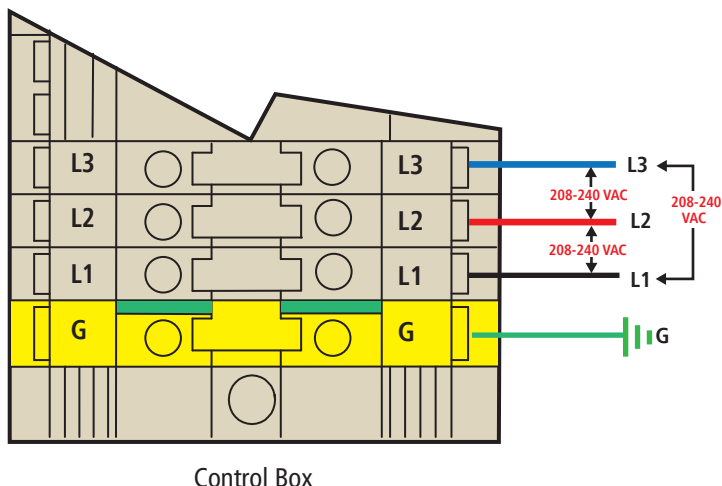 L3 L3 L3
208-240 VAC
208-240
VAC
L2 L2 L2
208-240 VAC
L1 L1 L1
G G G
Control Box